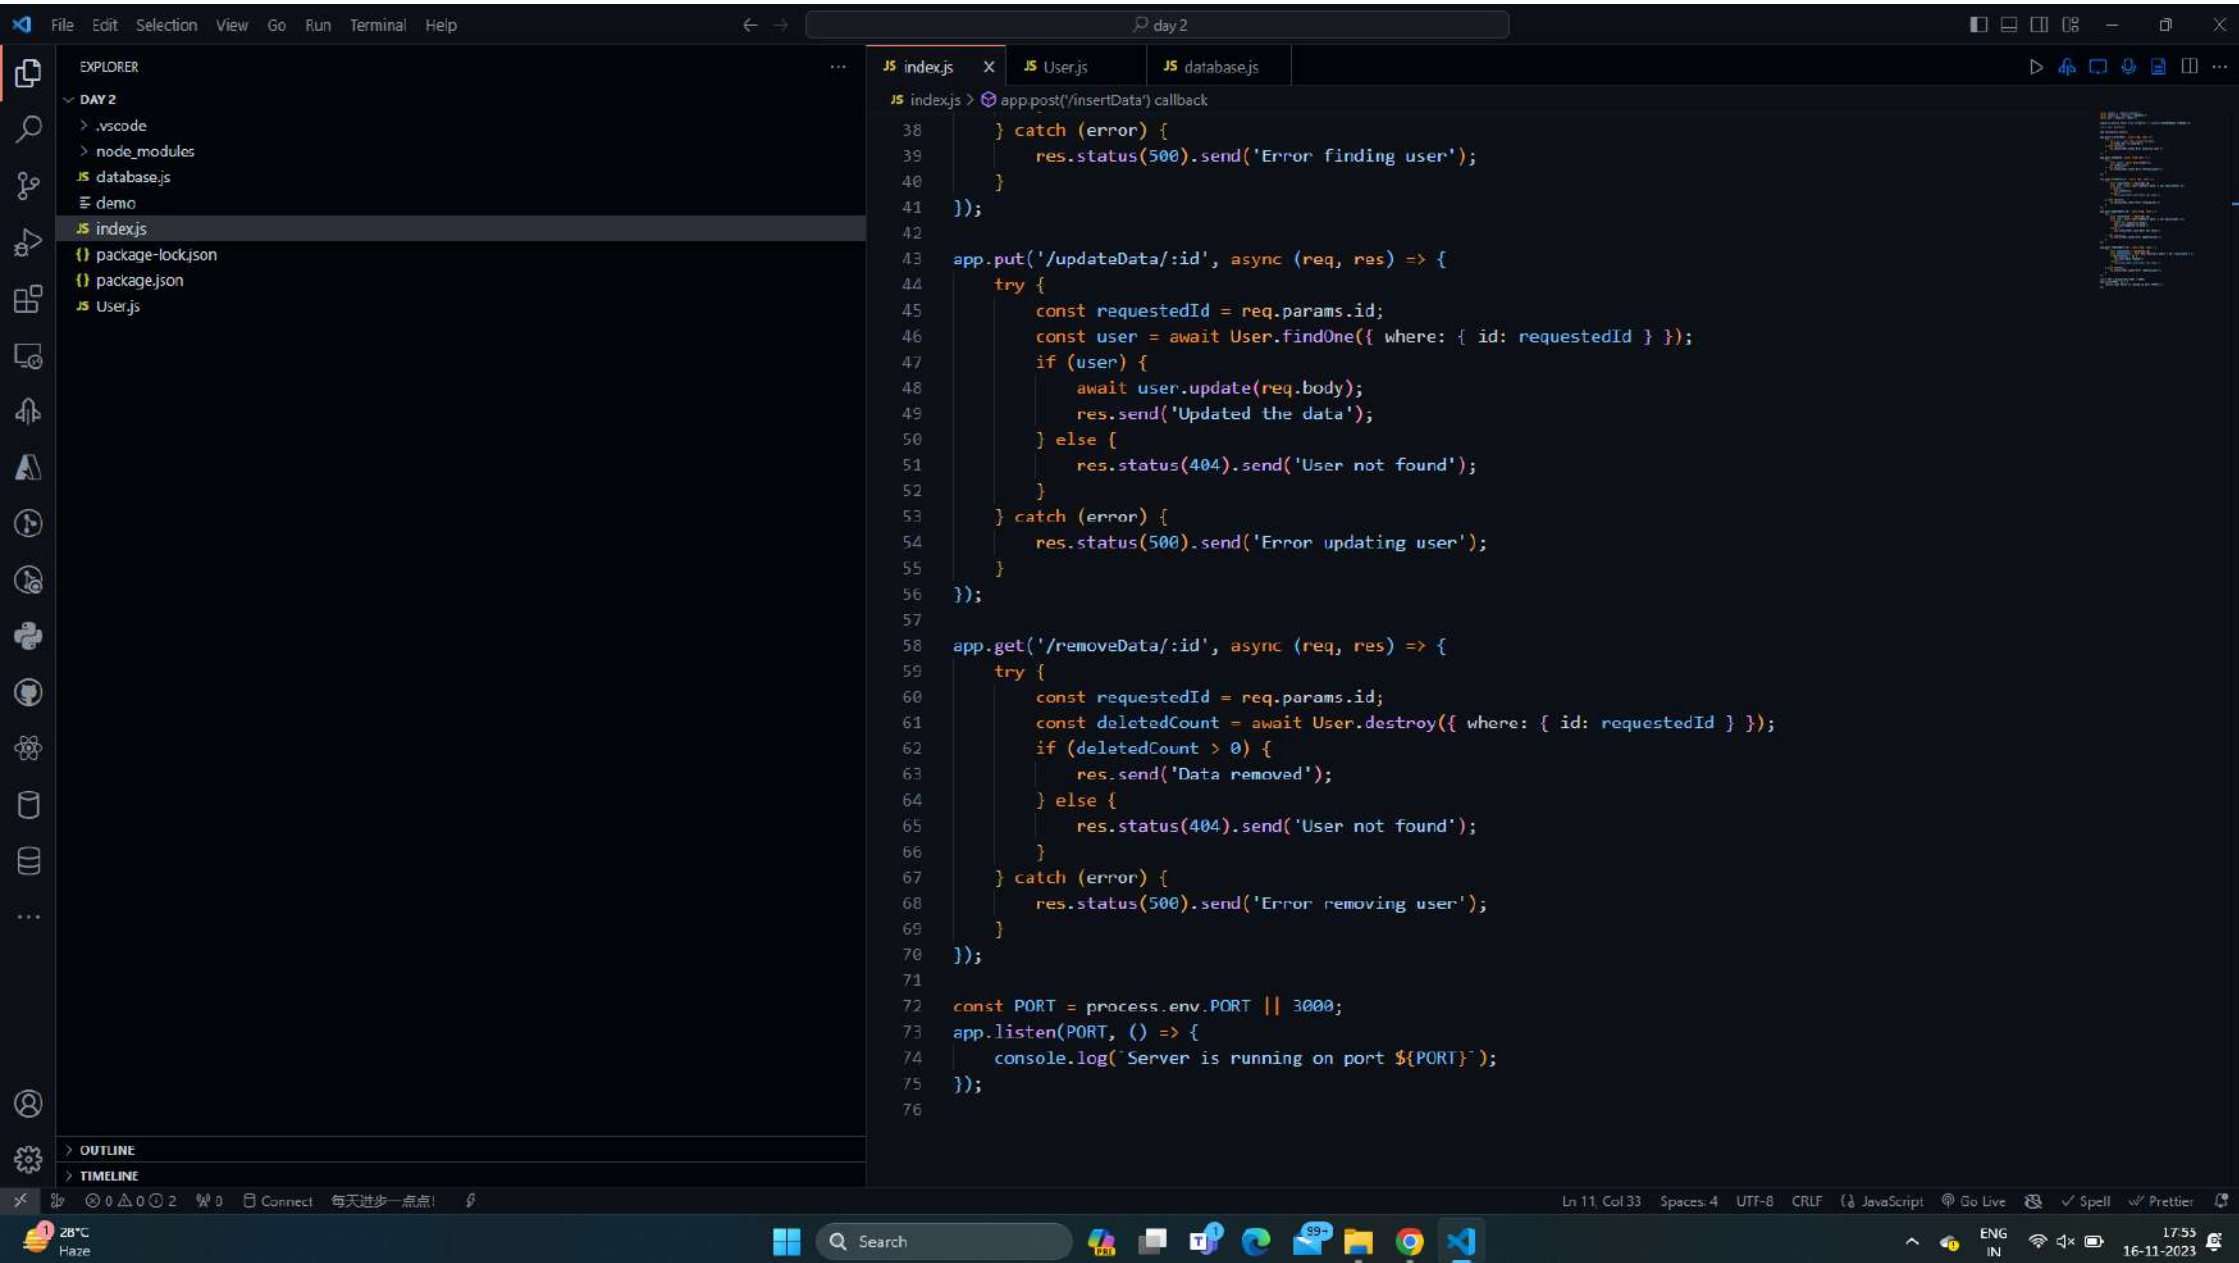 File Edit Selection View Go Run Terminal Help
day 2
EXPLORER
DAY 2
.vscode
node_modules
JS database.js
demo
JS index.js
{} package-lock.json
{} package.json
JS User.js
OUTLINE
TIMELINE
JS index.js
JS User.js
JS database.js
JS index.js > app.post('/insertData') callback
38 } catch (error) {
39 res.status(500).send('Error finding user');
40 }
41 });
42
43 app.put('/updateData/:id', async (req, res) => {
44 try {
45 const requestedId = req.params.id;
46 const user = await User.findOne({ where: { id: requestedId } });
47 if (user) {
48 await user.update(req.body);
49 res.send('Updated the data');
50 } else {
51 res.status(404).send('User not found');
52 }
53 } catch (error) {
54 res.status(500).send('Error updating user');
55 }
56 });
57
58 app.get('/removeData/:id', async (req, res) => {
59 try {
60 const requestedId = req.params.id;
61 const deletedCount = await User.destroy({ where: { id: requestedId } });
62 if (deletedCount > 0) {
63 res.send('Data removed');
64 } else {
65 res.status(404).send('User not found');
66 }
67 } catch (error) {
68 res.status(500).send('Error removing user');
69 }
70 });
71
72 const PORT = process.env.PORT || 3000;
73 app.listen(PORT, () => {
74 console.log(`Server is running on port ${PORT}`);
75 });
76
0 0 2 0 Connect 每天进步一点点! Ln 11, Col 33 Spaces: 4 UTF-8 CRLF JavaScript Go Live Spell Prettier
1 28°C
Haze
Search
PRE
1
99+
ENG
IN
17:55
16-11-2023